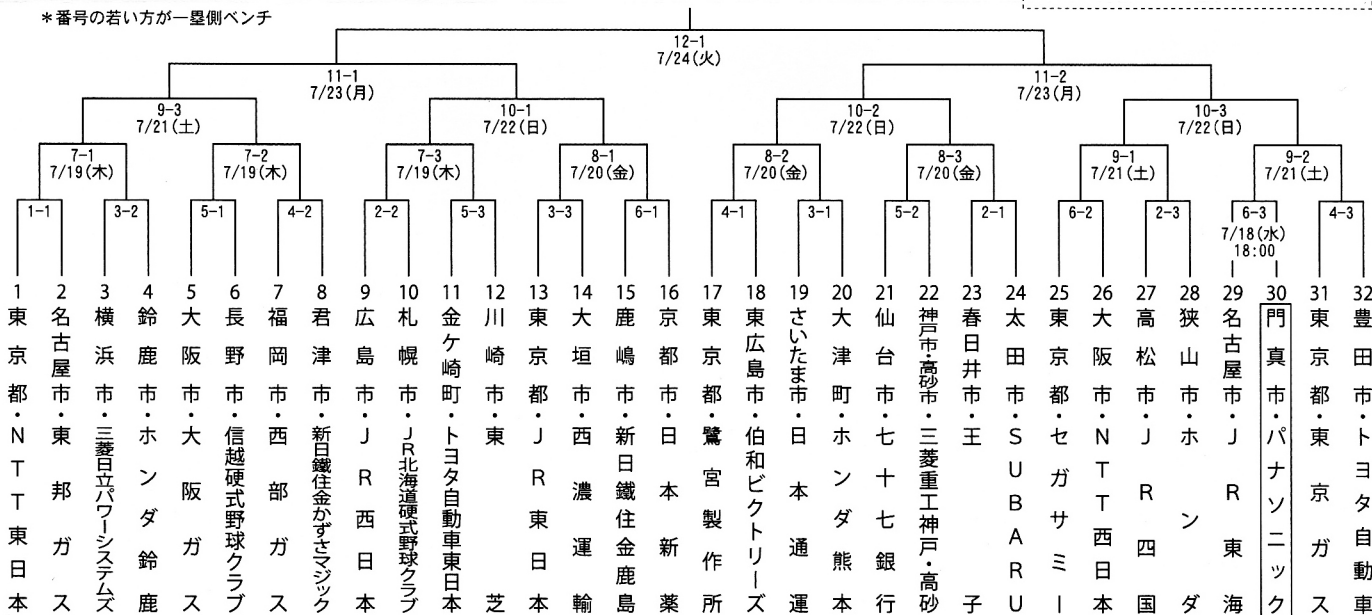 ＊番号の若い方が一塁側ベンチ
12-1
7/24(火)
11-1
7/23(月)
11-2
7/23(月)
9-3
7/21(土)
10-1
7/22(日)
10-2
7/22(日)
10-3
7/22(日)
7-1
7/19(木)
7-2
7/19(木)
7-3
7/19(木)
8-1
7/20(金)
8-2
7/20(金)
8-3
7/20(金)
9-1
7/21(土)
9-2
7/21(土)
1-1
3-2
5-1
4-2
2-2
5-3
3-3
6-1
4-1
3-1
5-2
2-1
6-2
2-3
6-3
7/18(水)
18:00
4-3
1 東京都・NTT東日本
2 名古屋市・東邦ガス
3 横浜市・三菱日立パワーシステムズ
4 鈴鹿市・ホンダ鈴鹿
5 大阪市・大阪ガス
6 長野市・信越硬式野球クラブ
7 福岡市・西部ガス
8 君津市・新日鐵住金かずさマジック
9 広島市・JR西日本
10 札幌市・JR北海道硬式野球クラブ
11 金ケ崎町・トヨタ自動車東日本
12 川崎市・東芝
13 東京都・JR東日本
14 大垣市・西濃運輸
15 鹿嶋市・新日鐵住金鹿島
16 京都市・日本新薬
17 東京都・鷺宮製作所
18 東広島市・伯和ビクトリーズ
19 さいたま市・日本通運
20 大津町・ホンダ熊本
21 仙台市・七十七銀行
22 神戸市・高砂市・三菱重工神戸・高砂
23 春日井市・王子
24 太田市・SUBARU
25 東京都・セガサミー
26 大阪市・NTT西日本
27 高松市・JR四国
28 狭山市・ホンダ
29 名古屋市・JR東海
30 門真市・パナソニック
31 東京都・東京ガス
32 豊田市・トヨタ自動車